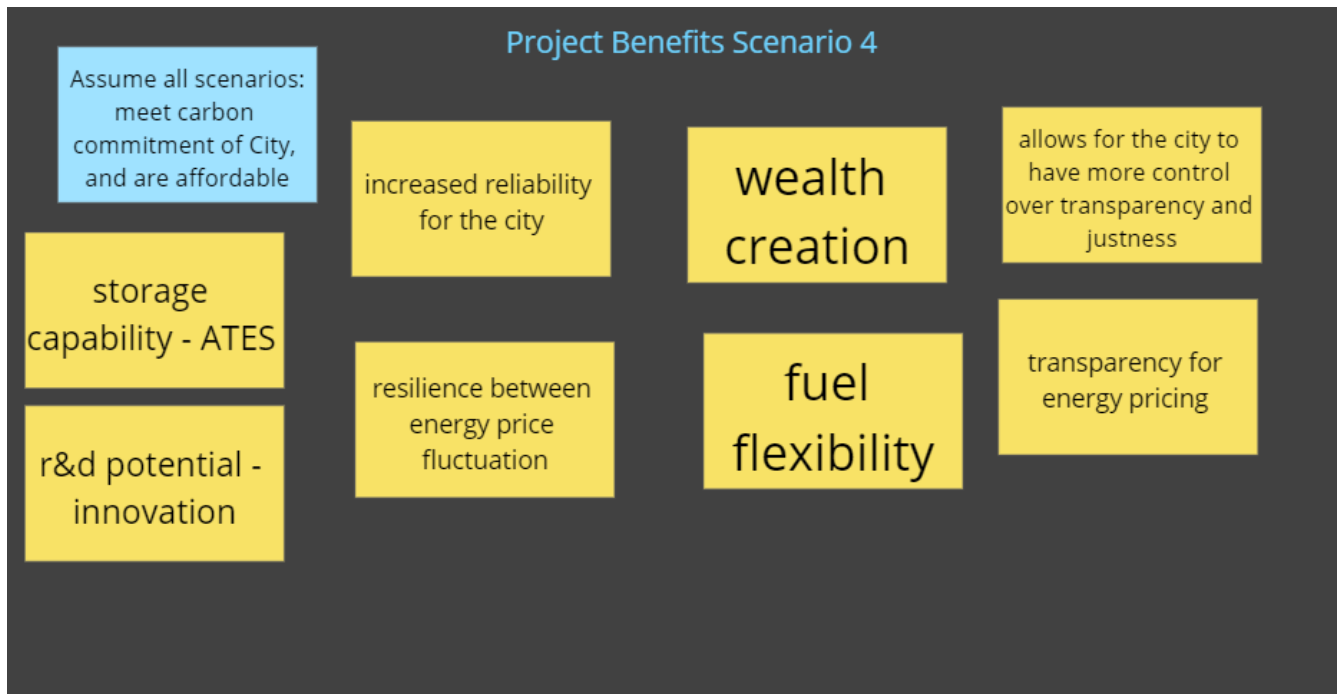 Project Benefits Scenario 4
Assume all scenarios:
meet carbon
commitment of City,
and are affordable
storage
capability - ATES
r&d potential -
innovation
increased reliability
for the city
resilience between
energy price
fluctuation
wealth
creation
fuel
flexibility
allows for the city to
have more control
over transparency and
justness
transparency for
energy pricing